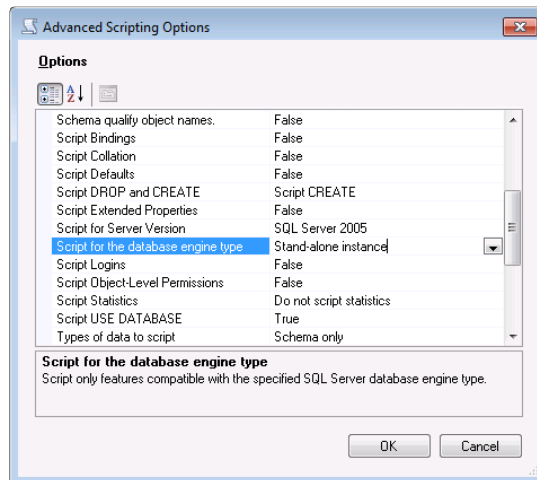 Advanced Scripting Options
Options
Schema qualify object names. False
Script Bindings False
Script Collation False
Script Defaults False
Script DROP and CREATE Script CREATE
Script Extended Properties False
Script for Server Version SQL Server 2005
Script for the database engine type Stand-alone instance
Script Logins False
Script Object-Level Permissions False
Script Statistics Do not script statistics
Script USE DATABASE True
Types of data to script Schema only
Script for the database engine type
Script only features compatible with the specified SQL Server database engine type.
OK Cancel